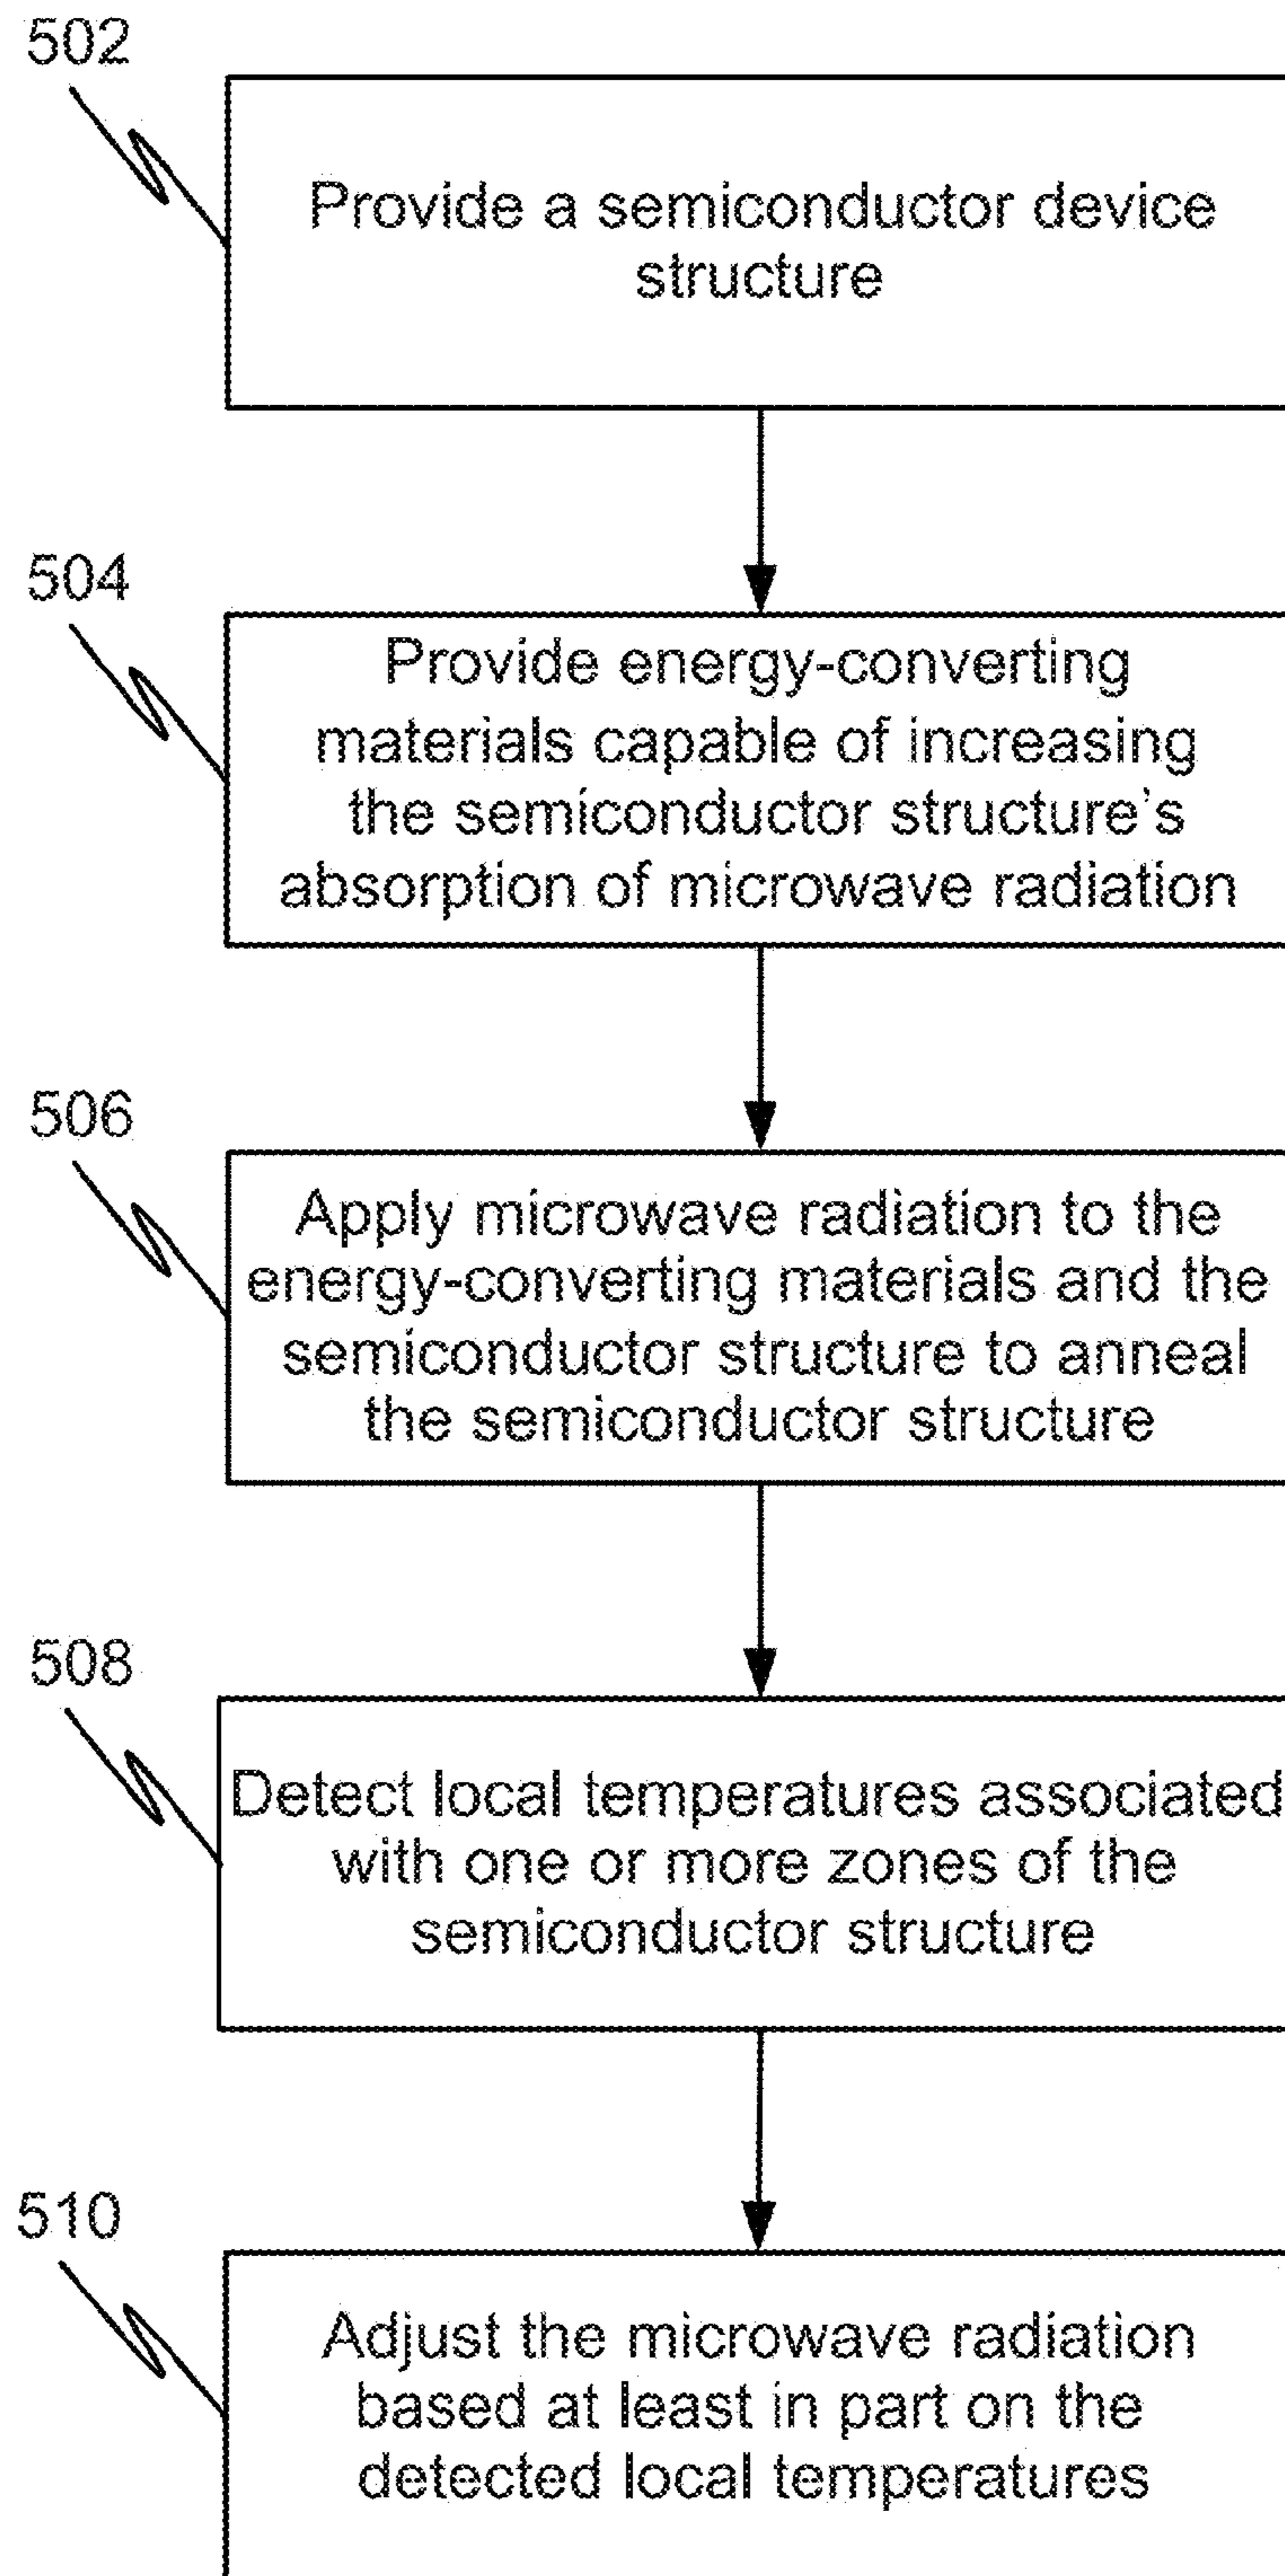 502
Provide a semiconductor device
structure
504
Provide energy-converting
materials capable of increasing
the semiconductor structure's
absorption of microwave radiation
506
Apply microwave radiation to the
energy-converting materials and the
semiconductor structure to anneal
the semiconductor structure
508
Detect local temperatures associated
with one or more zones of the
semiconductor structure
510
Adjust the microwave radiation
based at least in part on the
detected local temperatures